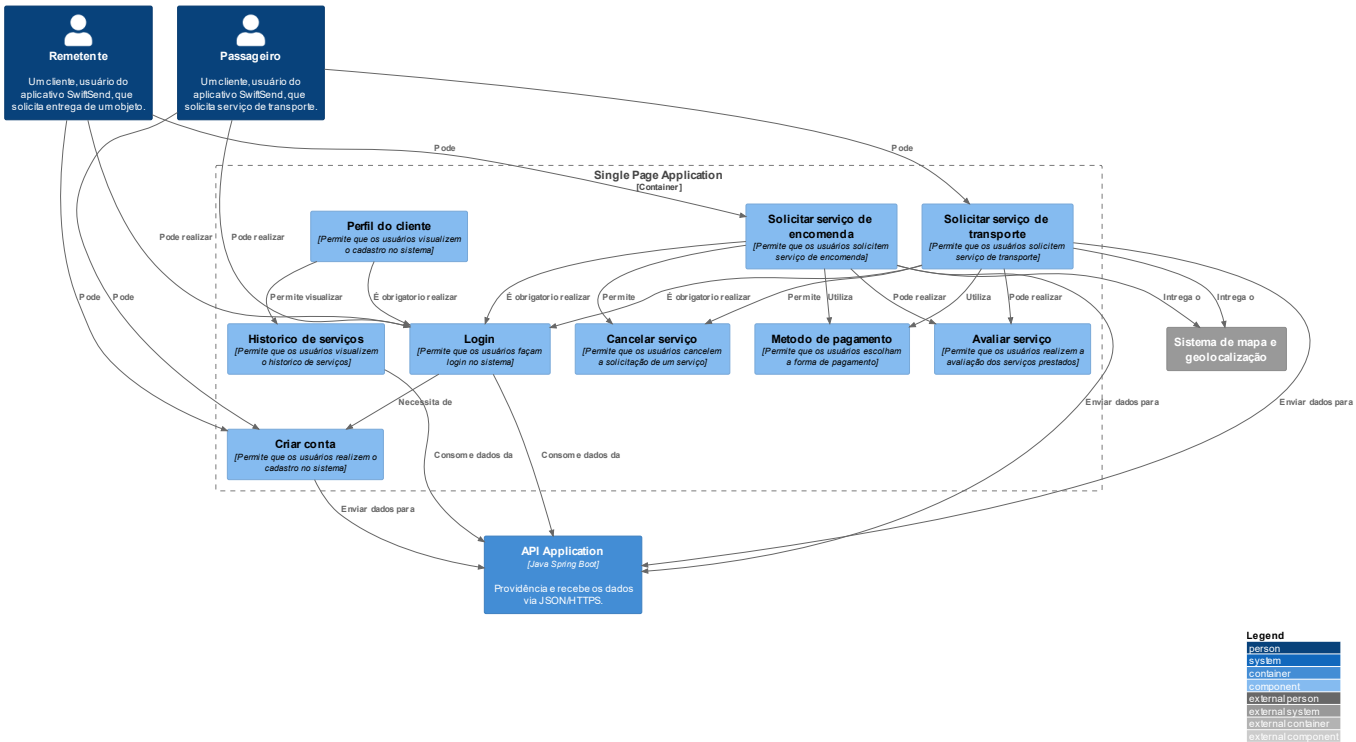 Remetente
Um cliente, usuário do
aplicativo SwiftSend, que
solicita entrega de um objeto.
Passageiro
Um cliente, usuário do
aplicativo SwiftSend, que
solicita serviço de transporte.
Pode
Pode
Single Page Application
[Container]
Perfil do cliente
[Permite que os usuários visualizem
o cadastro no sistema]
Solicitar serviço de
encomenda
[Permite que os usuários solicitem
serviço de encomenda]
Solicitar serviço de
transporte
[Permite que os usuários solicitem
serviço de transporte]
Pode realizar
Pode realizar
Pode
Pode
Permite visualizar
É obrigatorio realizar
É obrigatorio realizar
Permite
É obrigatorio realizar
Permite
Utiliza
Pode realizar
Utiliza
Pode realizar
Intrega o
Intrega o
Historico de serviços
[Permite que os usuários visualizem
o historico de serviços]
Login
[Permite que os usuários façam
login no sistema]
Cancelar serviço
[Permite que os usuários cancelem
a solicitação de um serviço]
Metodo de pagamento
[Permite que os usuários escolham
a forma de pagamento]
Avaliar serviço
[Permite que os usuários realizem a
avaliação dos serviços prestados]
Sistema de mapa e
geolocalização
Necessita de
Enviar dados para
Enviar dados para
Criar conta
[Permite que os usuários realizem o
cadastro no sistema]
Consome dados da
Consome dados da
Enviar dados para
API Application
[Java Spring Boot]
Providência e recebe os dados
via JSON/HTTPS.
Legend
person
system
container
component
external person
external system
external container
external component